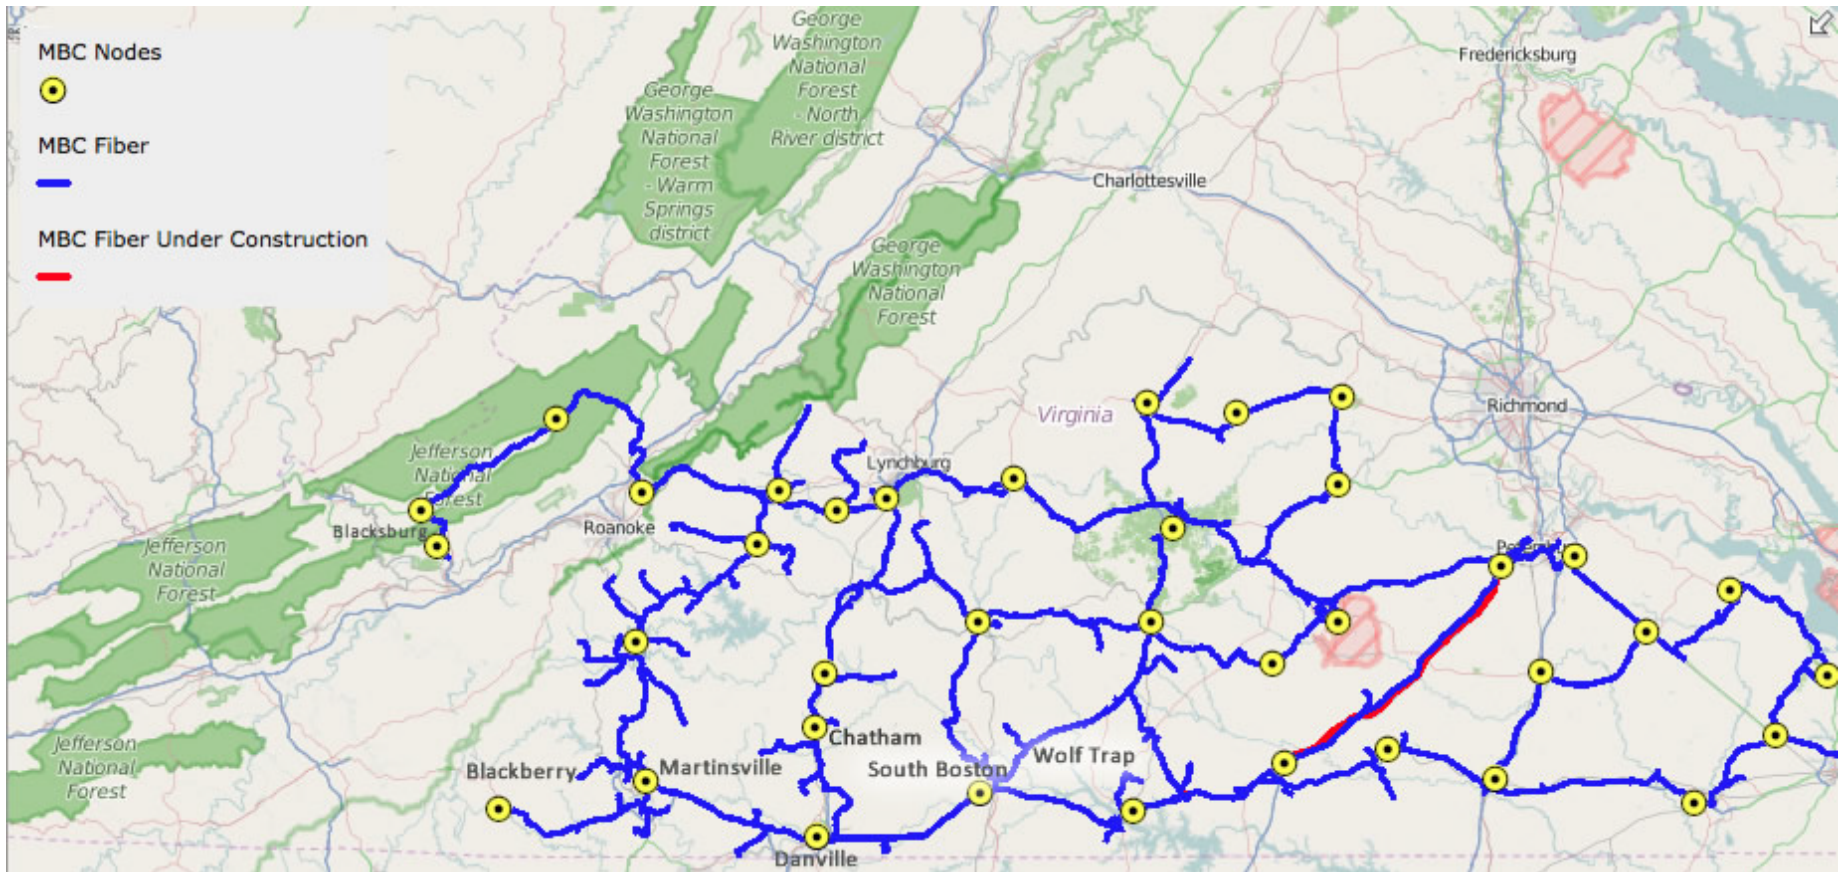 MBC Nodes
MBC Fiber
MBC Fiber Under Construction
George
Washington
National
Forest
- North
River district
George
Washington
National
Forest
- Warm
Springs
district
Fredericksburg
Charlottesville
George
Washington
National
Forest
Virginia
Richmond
Jefferson
National
Forest
Lynchburg
Blacksburg
Roanoke
Jefferson
National
Forest
Jefferson
National
Forest
Chatham
Blackberry
Martinsville
South Boston
Wolf Trap
Danville